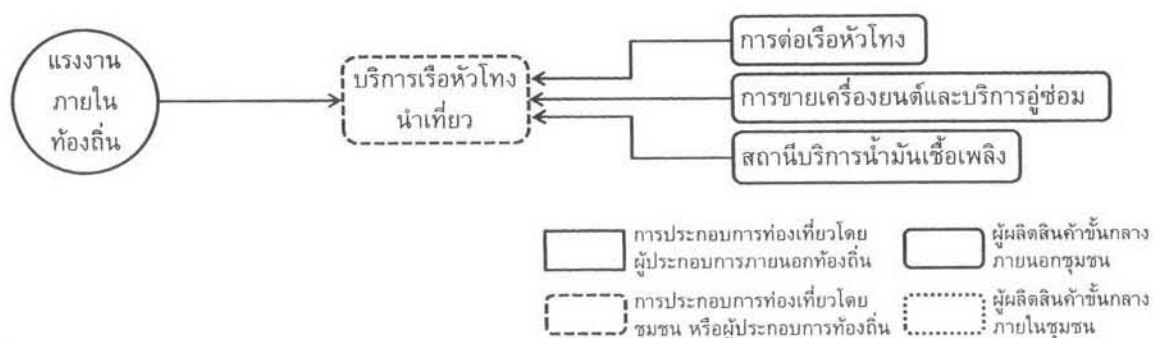 แรงงาน
ภายใน
ท้องถิ่น
บริการเรือหัวโทง
นำเที่ยว
การต่อเรือหัวโทง
การขายเครื่องยนต์และบริการอู่ซ่อม
สถานีบริการน้ำมันเชื้อเพลิง
การประกอบการท่องเที่ยวโดย
ผู้ประกอบการภายนอกท้องถิ่น
ผู้ผลิตสินค้าขั้นกลาง
ภายนอกชุมชน
การประกอบการท่องเที่ยวโดย
ชุมชน หรือผู้ประกอบการท้องถิ่น
ผู้ผลิตสินค้าขั้นกลาง
ภายในชุมชน